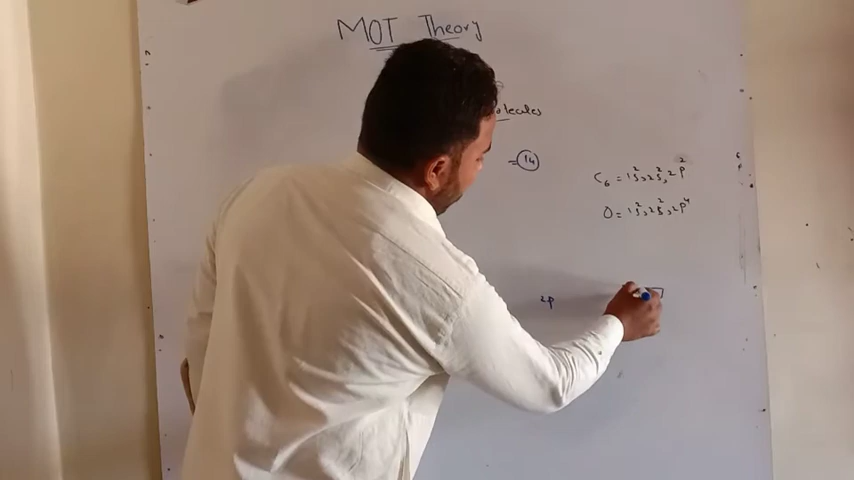 MOT Theory
olecules
= 14
C6 = 1s², 2s², 2p²
O = 1s², 2s², 2p⁴
2p